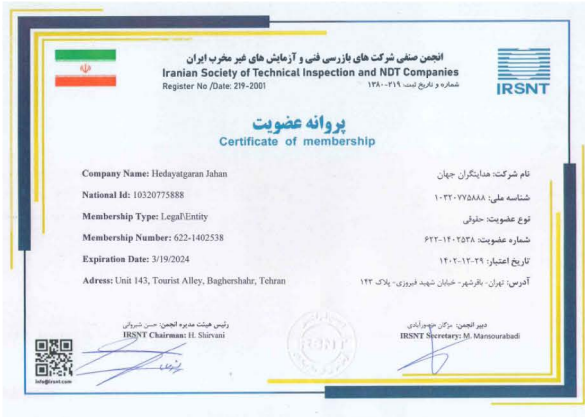 انجمن صنفی شرکت های بازرسی فنی و آزمایش های غیر مخرب ایران
Iranian Society of Technical Inspection and NDT Companies
Register No /Date: 219-2001
شماره و تاریخ ثبت: ۲۱۹-۱۳۸۰
IRSNT
پروانه عضویت
Certificate of membership
Company Name: Hedayatgaran Jahan
نام شرکت: هدایتگران جهان
National Id: 10320775888
شناسه ملی: ۱۰۳۲۰۷۷۵۸۸۸
Membership Type: Legal\Entity
نوع عضویت: حقوقی
Membership Number: 622-1402538
شماره عضویت: ۱۴۰۲۵۳۸-۶۲۲
Expiration Date: 3/19/2024
تاریخ اعتبار: ۱۴۰۲-۱۲-۲۹
Adress: Unit 143, Tourist Alley, Baghershahr, Tehran
آدرس: تهران- باقرشهر- خیابان شهید فیروزی- پلاک ۱۴۳
رئیس هیئت مدیره انجمن: حسن شیروانی
IRSNT Chairman: H. Shirvani
دبیر انجمن: مژگان منصورآبادی
IRSNT Secretary: M. Mansourabadi
IRSNT
info@irsnt.com